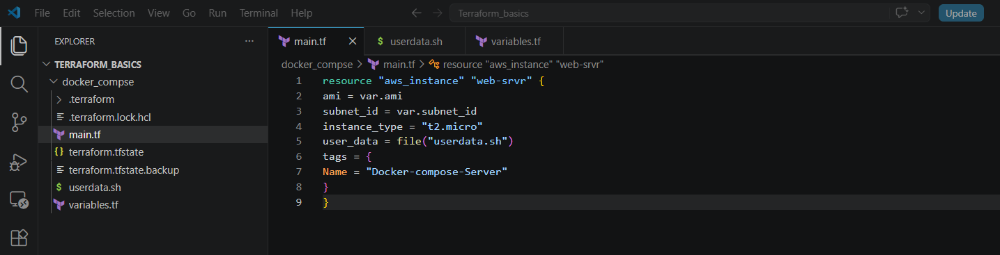 File Edit Selection View Go Run Terminal Help Terraform_basics Update
EXPLORER
TERRAFORM_BASICS
docker_compse
.terraform
.terraform.lock.hcl
main.tf
terraform.tfstate
terraform.tfstate.backup
$ userdata.sh
variables.tf
main.tf $ userdata.sh variables.tf
docker_compse > main.tf > resource "aws_instance" "web-srvr"
1 resource "aws_instance" "web-srvr" {
2 ami = var.ami
3 subnet_id = var.subnet_id
4 instance_type = "t2.micro"
5 user_data = file("userdata.sh")
6 tags = {
7 Name = "Docker-compose-Server"
8 }
9 }